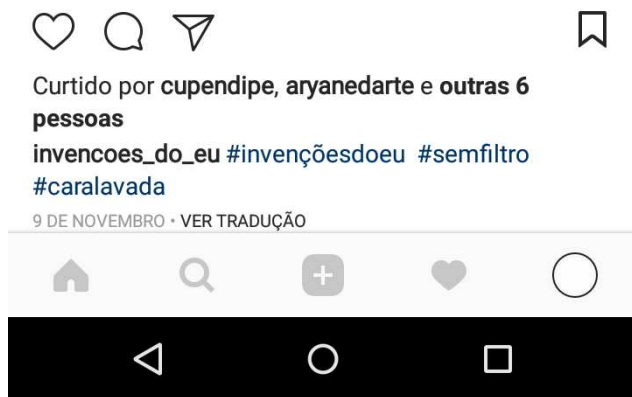 Curtido por cupendipe, aryanedarte e outras 6
pessoas
invencoes_do_eu #invençõesdoeu #semfiltro
#caralavada
9 DE NOVEMBRO • VER TRADUÇÃO